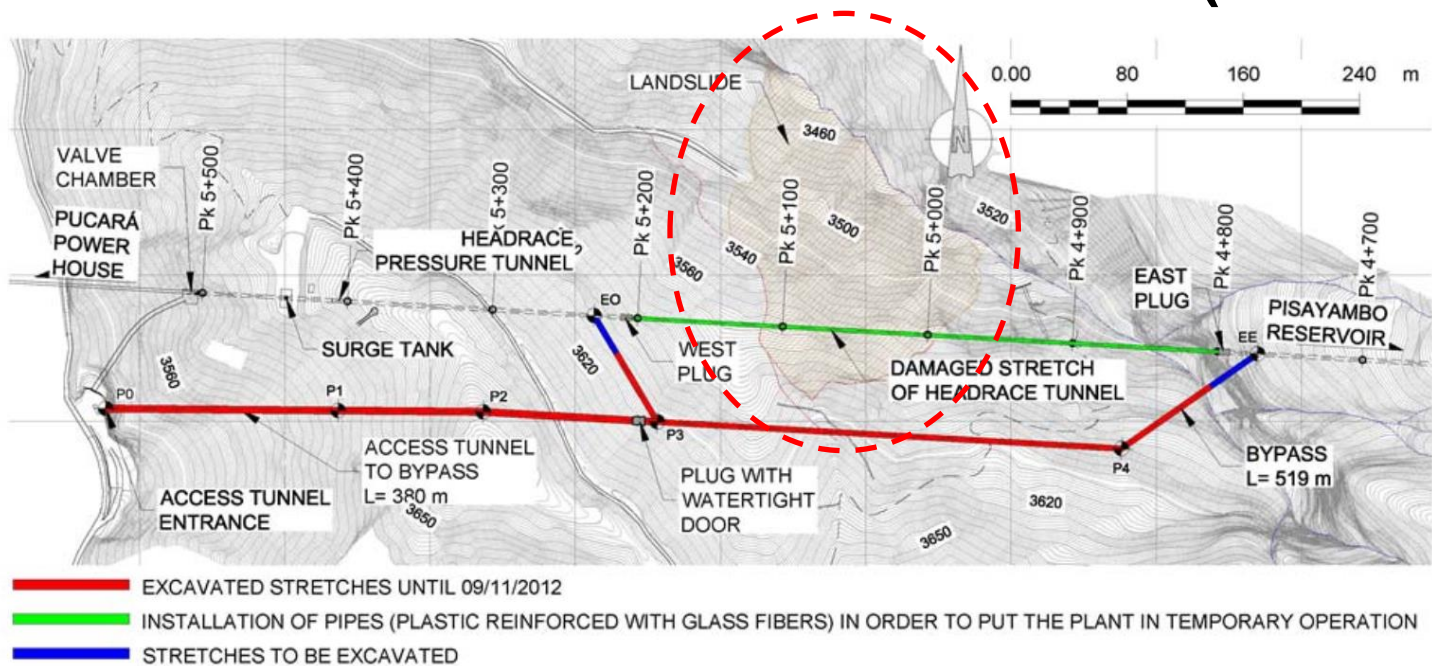 LANDSLIDE
0.00 80 160 240 m
N
3460
3500
3520
3540
3560
VALVE
CHAMBER
PUCARÁ
POWER
HOUSE
Pk 5+500
Pk 5+400
Pk 5+300
Pk 5+200
Pk 5+100
Pk 5+000
Pk 4+900
Pk 4+800
Pk 4+700
HEADRACE
PRESSURE TUNNEL
EAST
PLUG
PISAYAMBO
RESERVOIR
EO
EE
SURGE TANK
3620
WEST
PLUG
DAMAGED STRETCH
OF HEADRACE TUNNEL
3560
P0
P1
P2
P3
P4
ACCESS TUNNEL
TO BYPASS
L= 380 m
ACCESS TUNNEL
ENTRANCE
3650
PLUG WITH
WATERTIGHT
DOOR
3620
3650
BYPASS
L= 519 m
EXCAVATED STRETCHES UNTIL 09/11/2012
INSTALLATION OF PIPES (PLASTIC REINFORCED WITH GLASS FIBERS) IN ORDER TO PUT THE PLANT IN TEMPORARY OPERATION
STRETCHES TO BE EXCAVATED